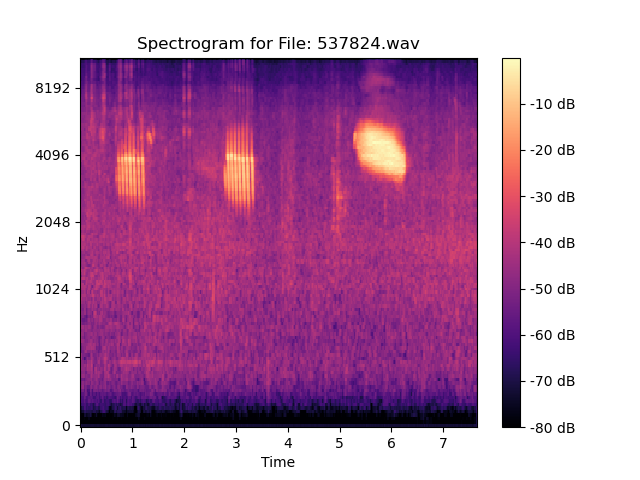 Spectrogram for File: 537824.wav
8192
4096
2048
1024
512
0
Hz
0 1 2 3 4 5 6 7
Time
-10 dB
-20 dB
-30 dB
-40 dB
-50 dB
-60 dB
-70 dB
-80 dB